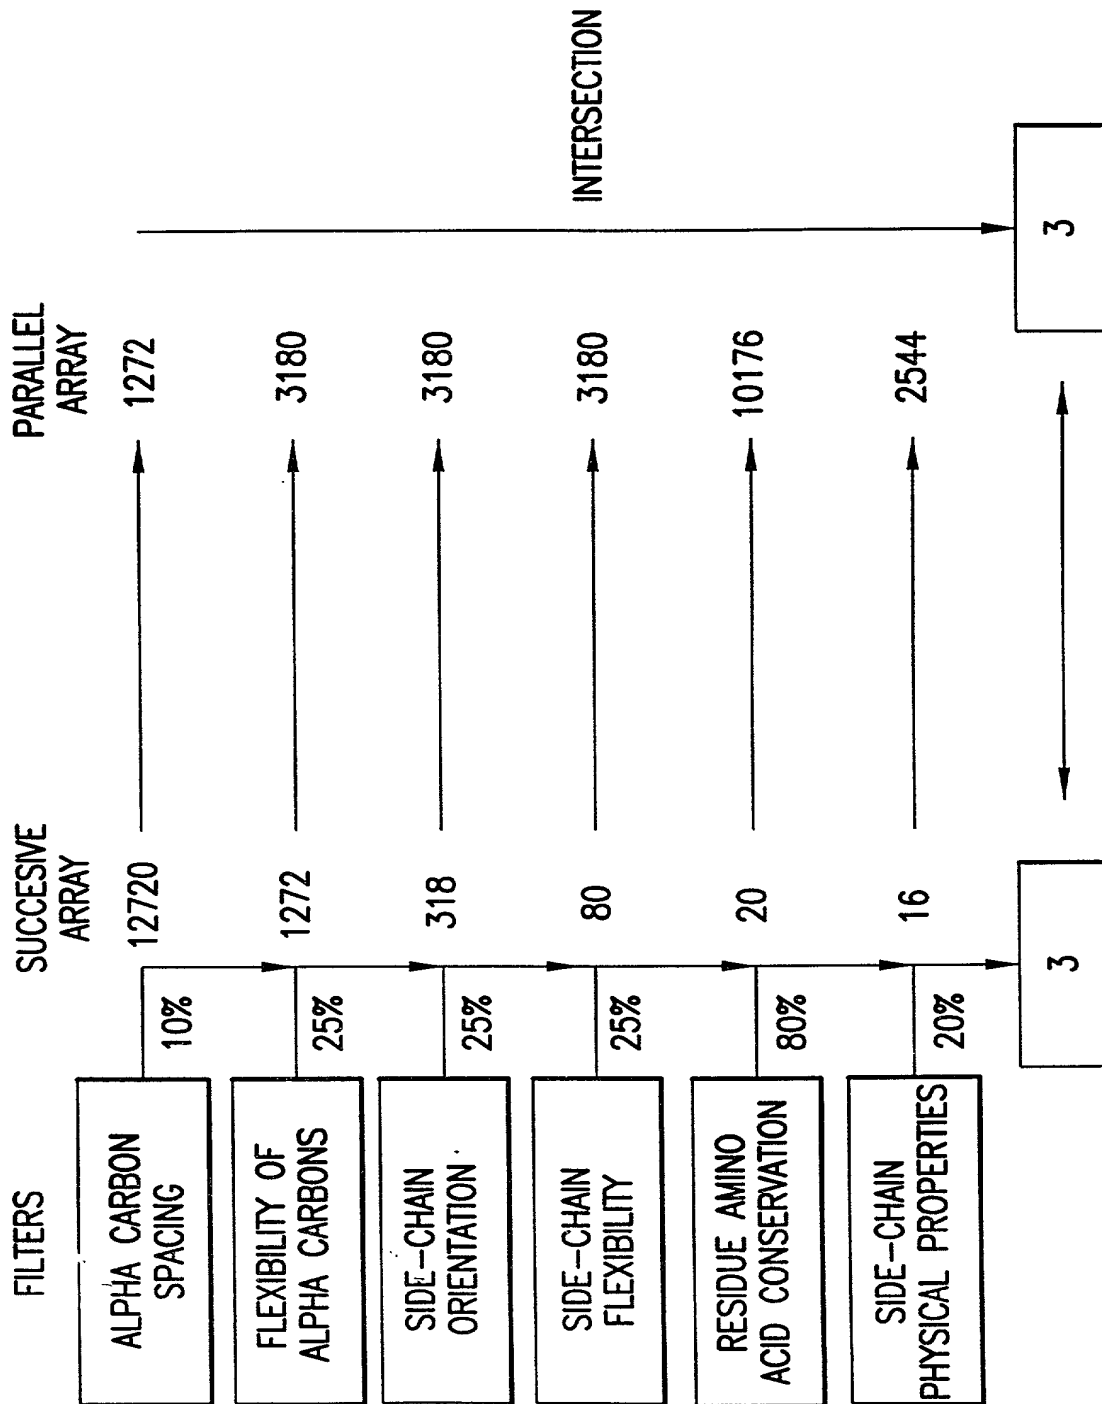 FILTERS
SUCCESIVE
ARRAY
PARALLEL
ARRAY
ALPHA CARBON
SPACING
10%
12720
1272
FLEXIBILITY OF
ALPHA CARBONS
25%
1272
3180
SIDE-CHAIN
ORIENTATION
25%
318
3180
SIDE-CHAIN
FLEXIBILITY
25%
80
3180
RESIDUE AMINO
ACID CONSERVATION
80%
20
10176
SIDE-CHAIN
PHYSICAL PROPERTIES
20%
16
2544
INTERSECTION
3
3